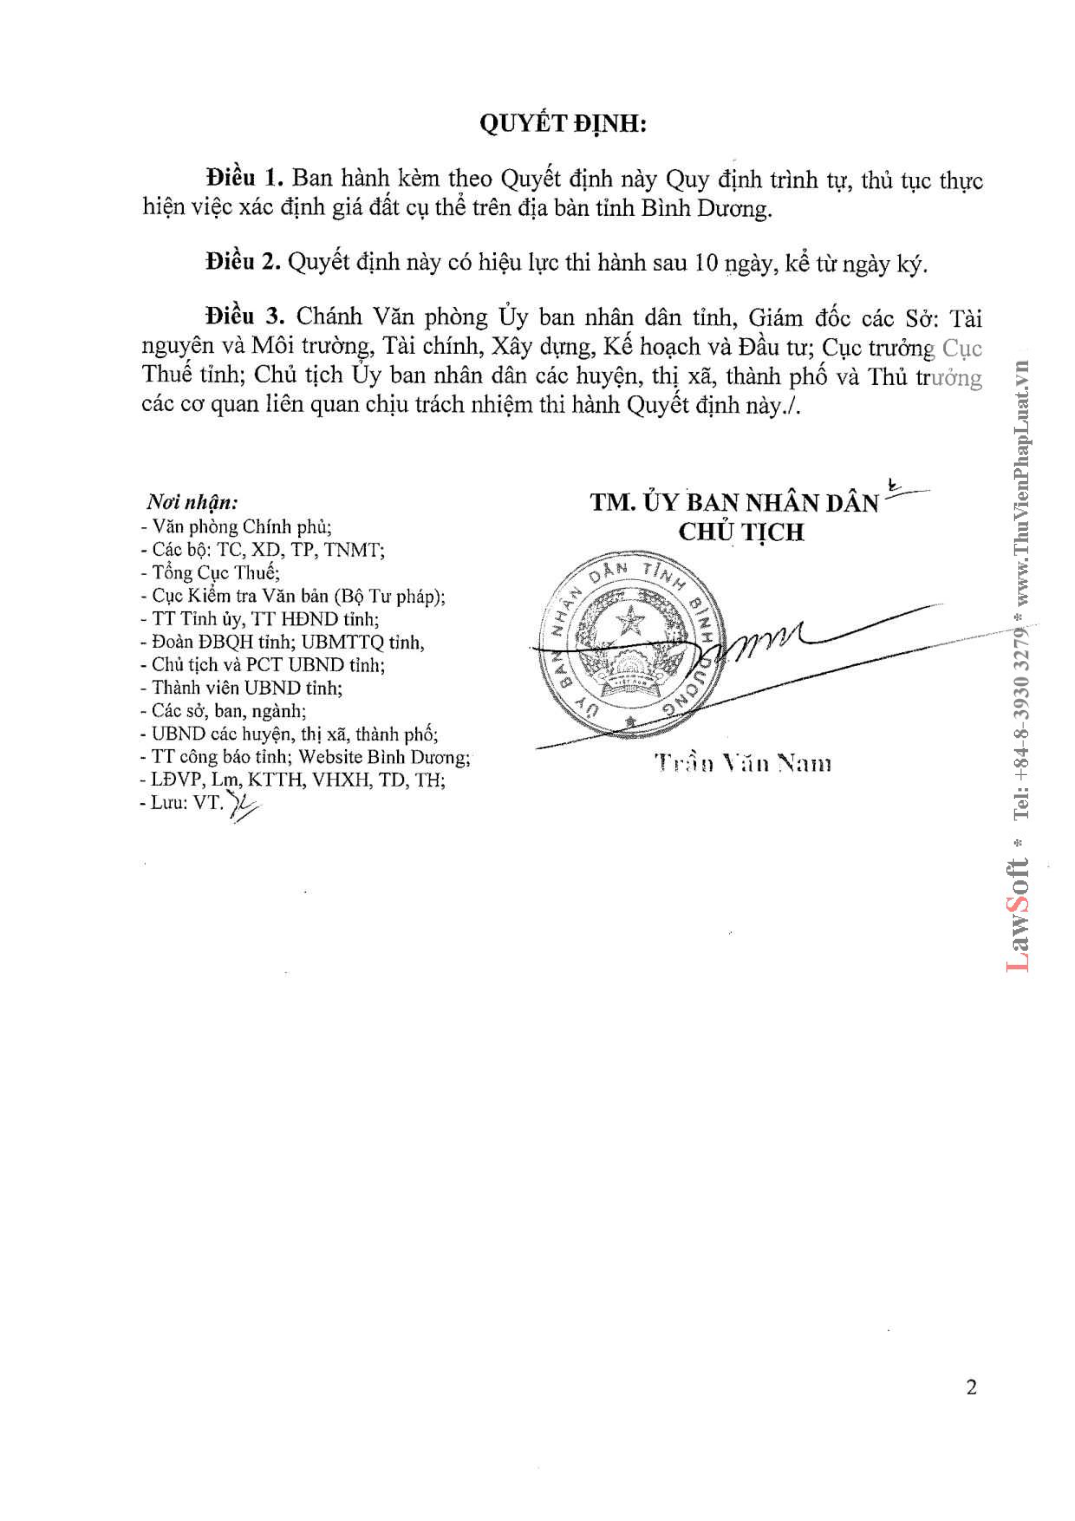 QUYẾT ĐỊNH:
Điều 1. Ban hành kèm theo Quyết định này Quy định trình tự, thủ tục thực
hiện việc xác định giá đất cụ thể trên địa bàn tỉnh Bình Dương.
Điều 2. Quyết định này có hiệu lực thi hành sau 10 ngày, kể từ ngày ký.
Điều 3. Chánh Văn phòng Ủy ban nhân dân tỉnh, Giám đốc các Sở: Tài
nguyên và Môi trường, Tài chính, Xây dựng, Kế hoạch và Đầu tư; Cục trưởng Cục
Thuế tỉnh; Chủ tịch Ủy ban nhân dân các huyện, thị xã, thành phố và Thủ trưởng
các cơ quan liên quan chịu trách nhiệm thi hành Quyết định này./.
Nơi nhận:
- Văn phòng Chính phủ;
- Các bộ: TC, XD, TP, TNMT;
- Tổng Cục Thuế;
- Cục Kiểm tra Văn bản (Bộ Tư pháp);
- TT Tỉnh ủy, TT HĐND tỉnh;
- Đoàn ĐBQH tỉnh; UBMTTQ tỉnh,
- Chủ tịch và PCT UBND tỉnh;
- Thành viên UBND tỉnh;
- Các sở, ban, ngành;
- UBND các huyện, thị xã, thành phố;
- TT công báo tỉnh; Website Bình Dương;
- LĐVP, Lm, KTTH, VHXH, TD, TH;
- Lưu: VT.
TM. ỦY BAN NHÂN DÂN
CHỦ TỊCH
ỦY BAN NHÂN DÂN TỈNH BÌNH DƯƠNG
Trần Văn Nam
LawSoft * Tel: +84-8-3930 3279 * www.ThuVienPhapLuat.vn
2